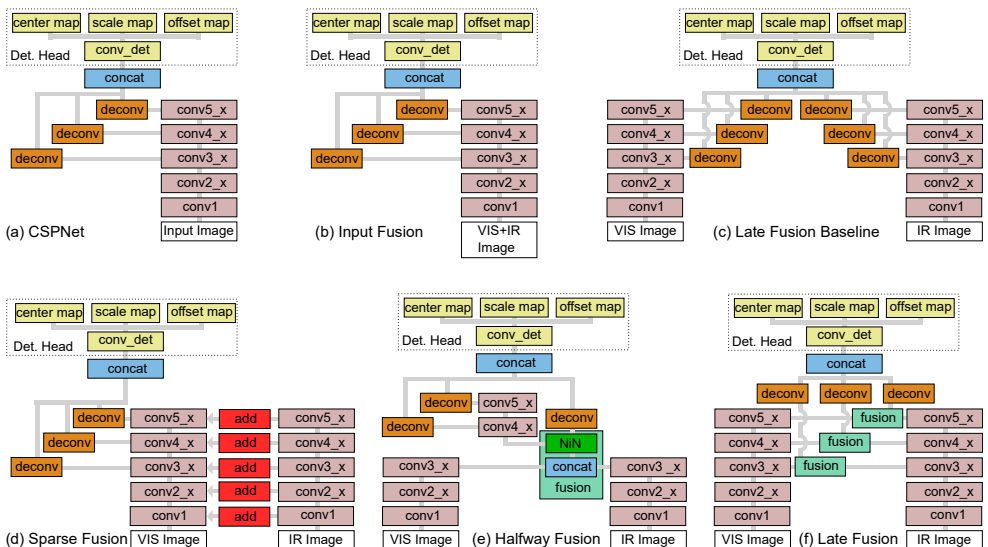 center map scale map offset map
Det. Head conv_det
concat
deconv conv5_x
deconv conv4_x
deconv conv3_x
conv2_x
conv1
(a) CSPNet Input Image
center map scale map offset map
Det. Head conv_det
concat
deconv conv5_x
deconv conv4_x
deconv conv3_x
conv2_x
conv1
(b) Input Fusion VIS+IR
Image
center map scale map offset map
Det. Head conv_det
concat
conv5_x deconv deconv conv5_x
conv4_x deconv deconv conv4_x
conv3_x deconv deconv conv3_x
conv2_x conv2_x
conv1 conv1
VIS Image (c) Late Fusion Baseline IR Image
center map scale map offset map
Det. Head conv_det
concat
deconv conv5_x add conv5_x
deconv conv4_x add conv4_x
deconv conv3_x add conv3_x
conv2_x add conv2_x
conv1 add conv1
(d) Sparse Fusion VIS Image IR Image
center map scale map offset map
Det. Head conv_det
concat
deconv conv5_x deconv
deconv conv4_x NiN
conv3_x concat conv3_x
conv2_x fusion conv2_x
conv1 conv1
VIS Image (e) Halfway Fusion IR Image
center map scale map offset map
Det. Head conv_det
concat
deconv deconv deconv
conv5_x fusion conv5_x
conv4_x fusion conv4_x
conv3_x fusion conv3_x
conv2_x conv2_x
conv1 conv1
VIS Image (f) Late Fusion IR Image